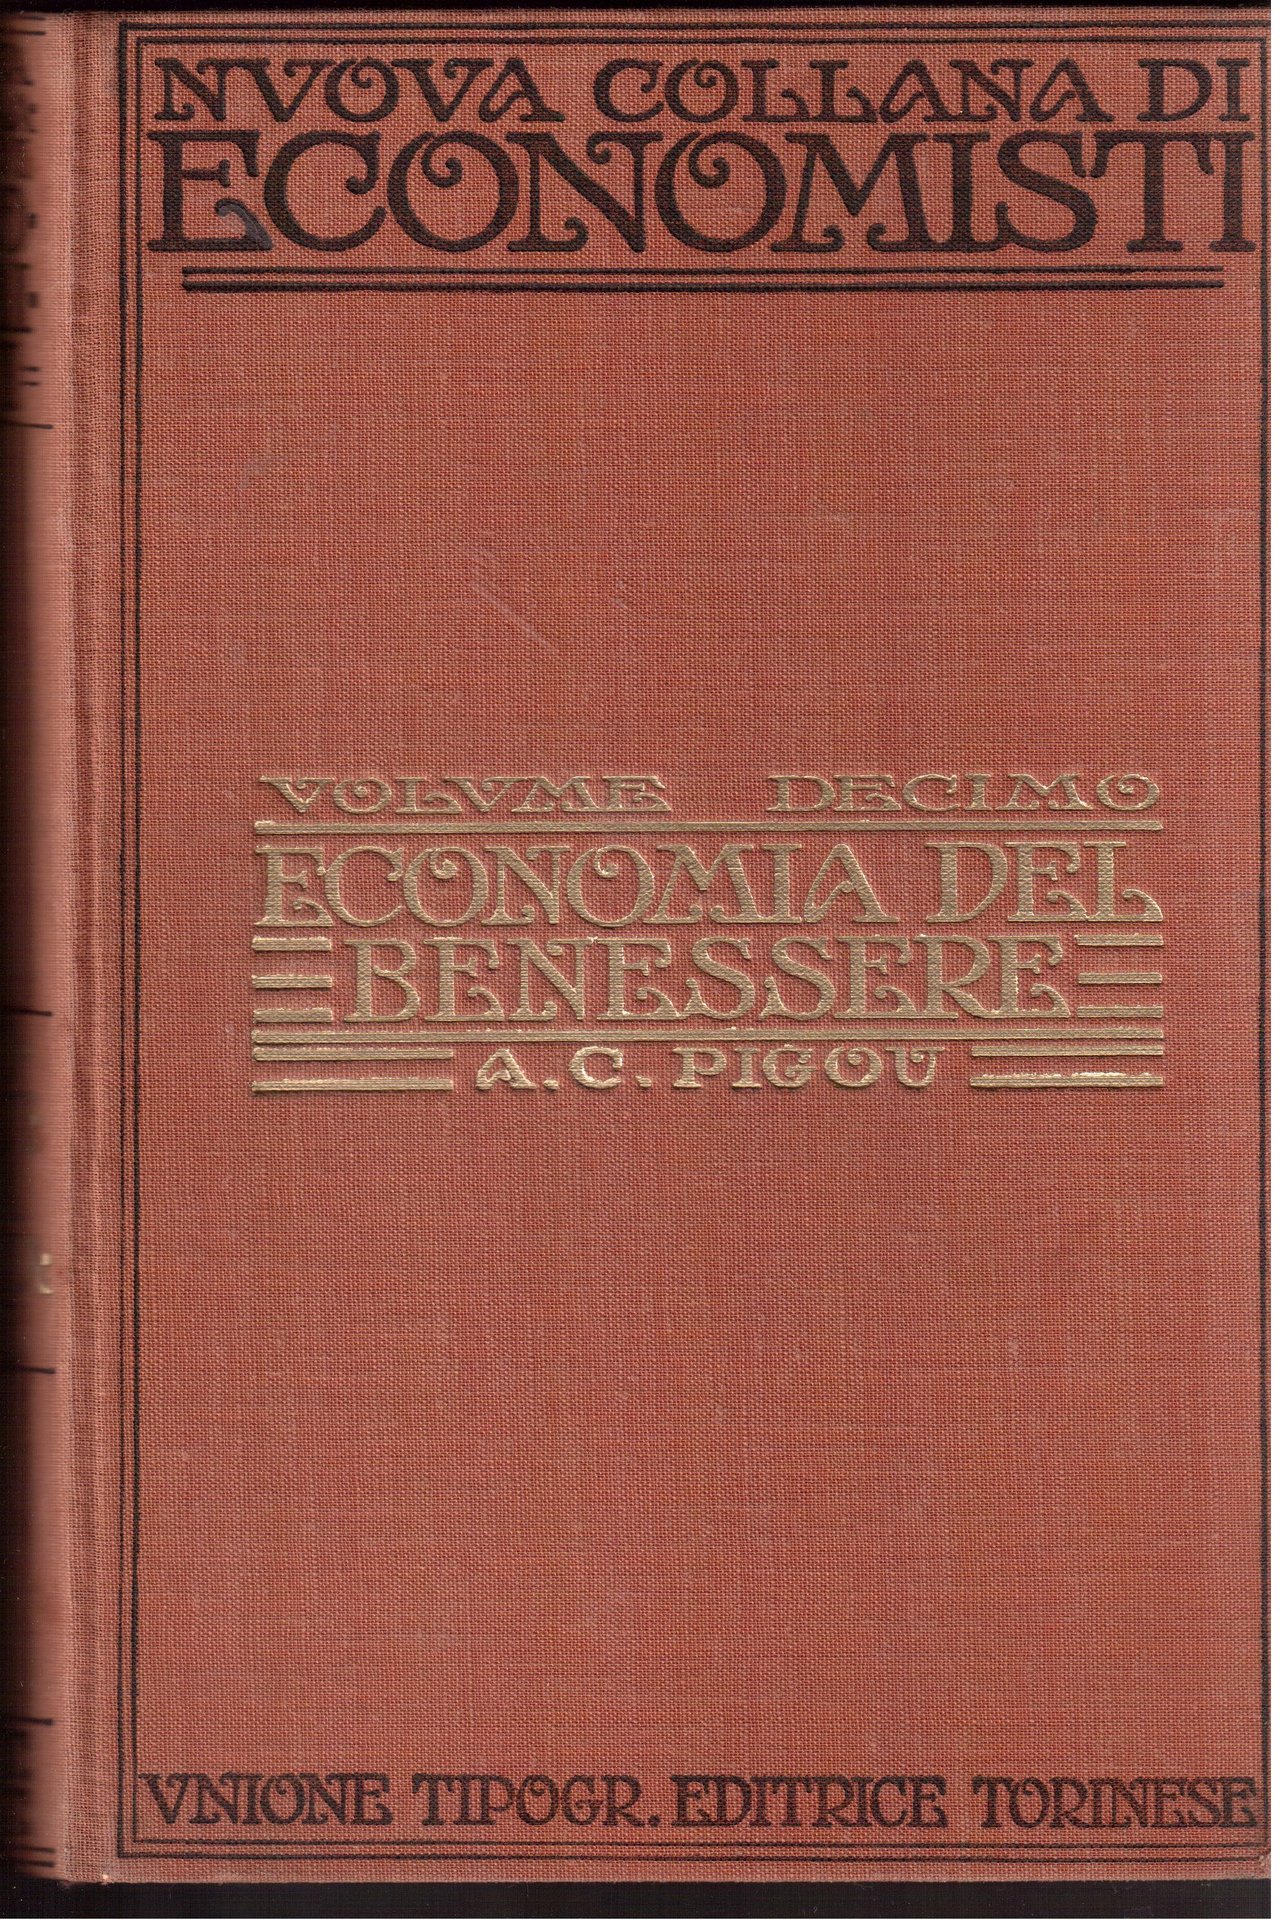 NVOVA COLLANA DI
ECONOMISTI
VOLVME DECIMO
ECONOMIA DEL
BENESSERE
A.C. PIGOU
VNIONE TIPOGR. EDITRICE TORINESE